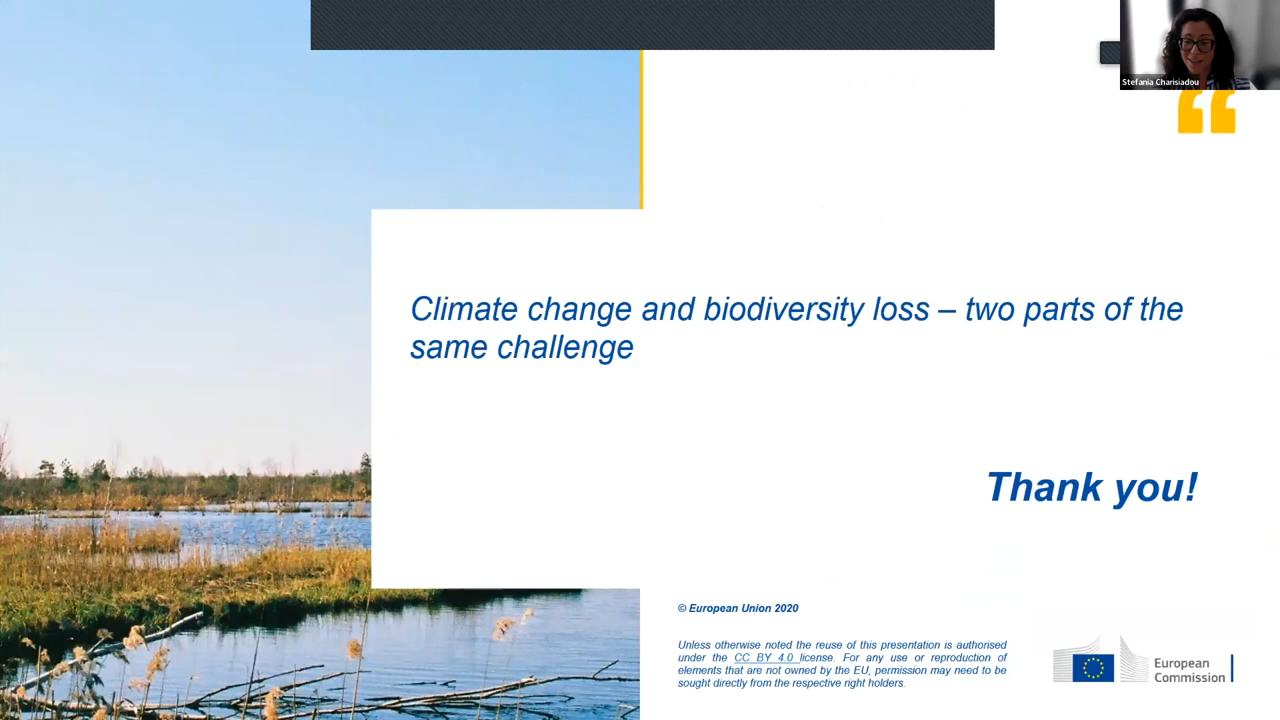 Stefania Charisiadou
Climate change and biodiversity loss – two parts of the
same challenge
Thank you!
© European Union 2020
Unless otherwise noted the reuse of this presentation is authorised
under the CC BY 4.0 license. For any use or reproduction of
elements that are not owned by the EU, permission may need to be
sought directly from the respective right holders.
European
Commission